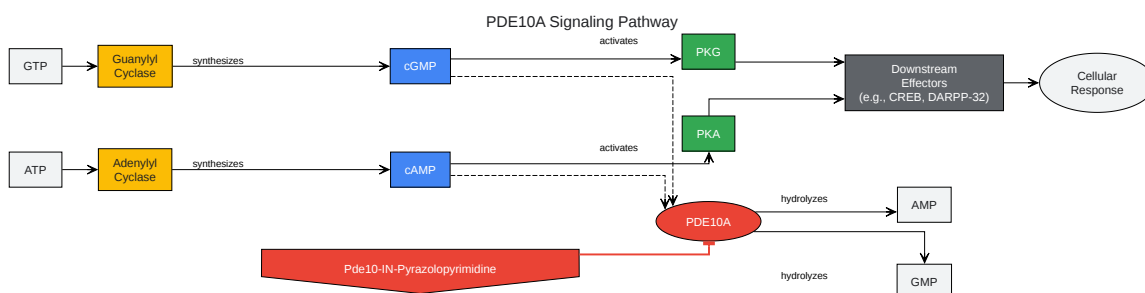 PDE10A Signaling Pathway
GTP
Guanylyl
Cyclase
synthesizes
cGMP
activates
PKG
Downstream
Effectors
(e.g., CREB, DARPP-32)
Cellular
Response
PKA
ATP
Adenylyl
Cyclase
synthesizes
cAMP
activates
PDE10A
hydrolyzes
AMP
Pde10-IN-Pyrazolopyrimidine
hydrolyzes
GMP